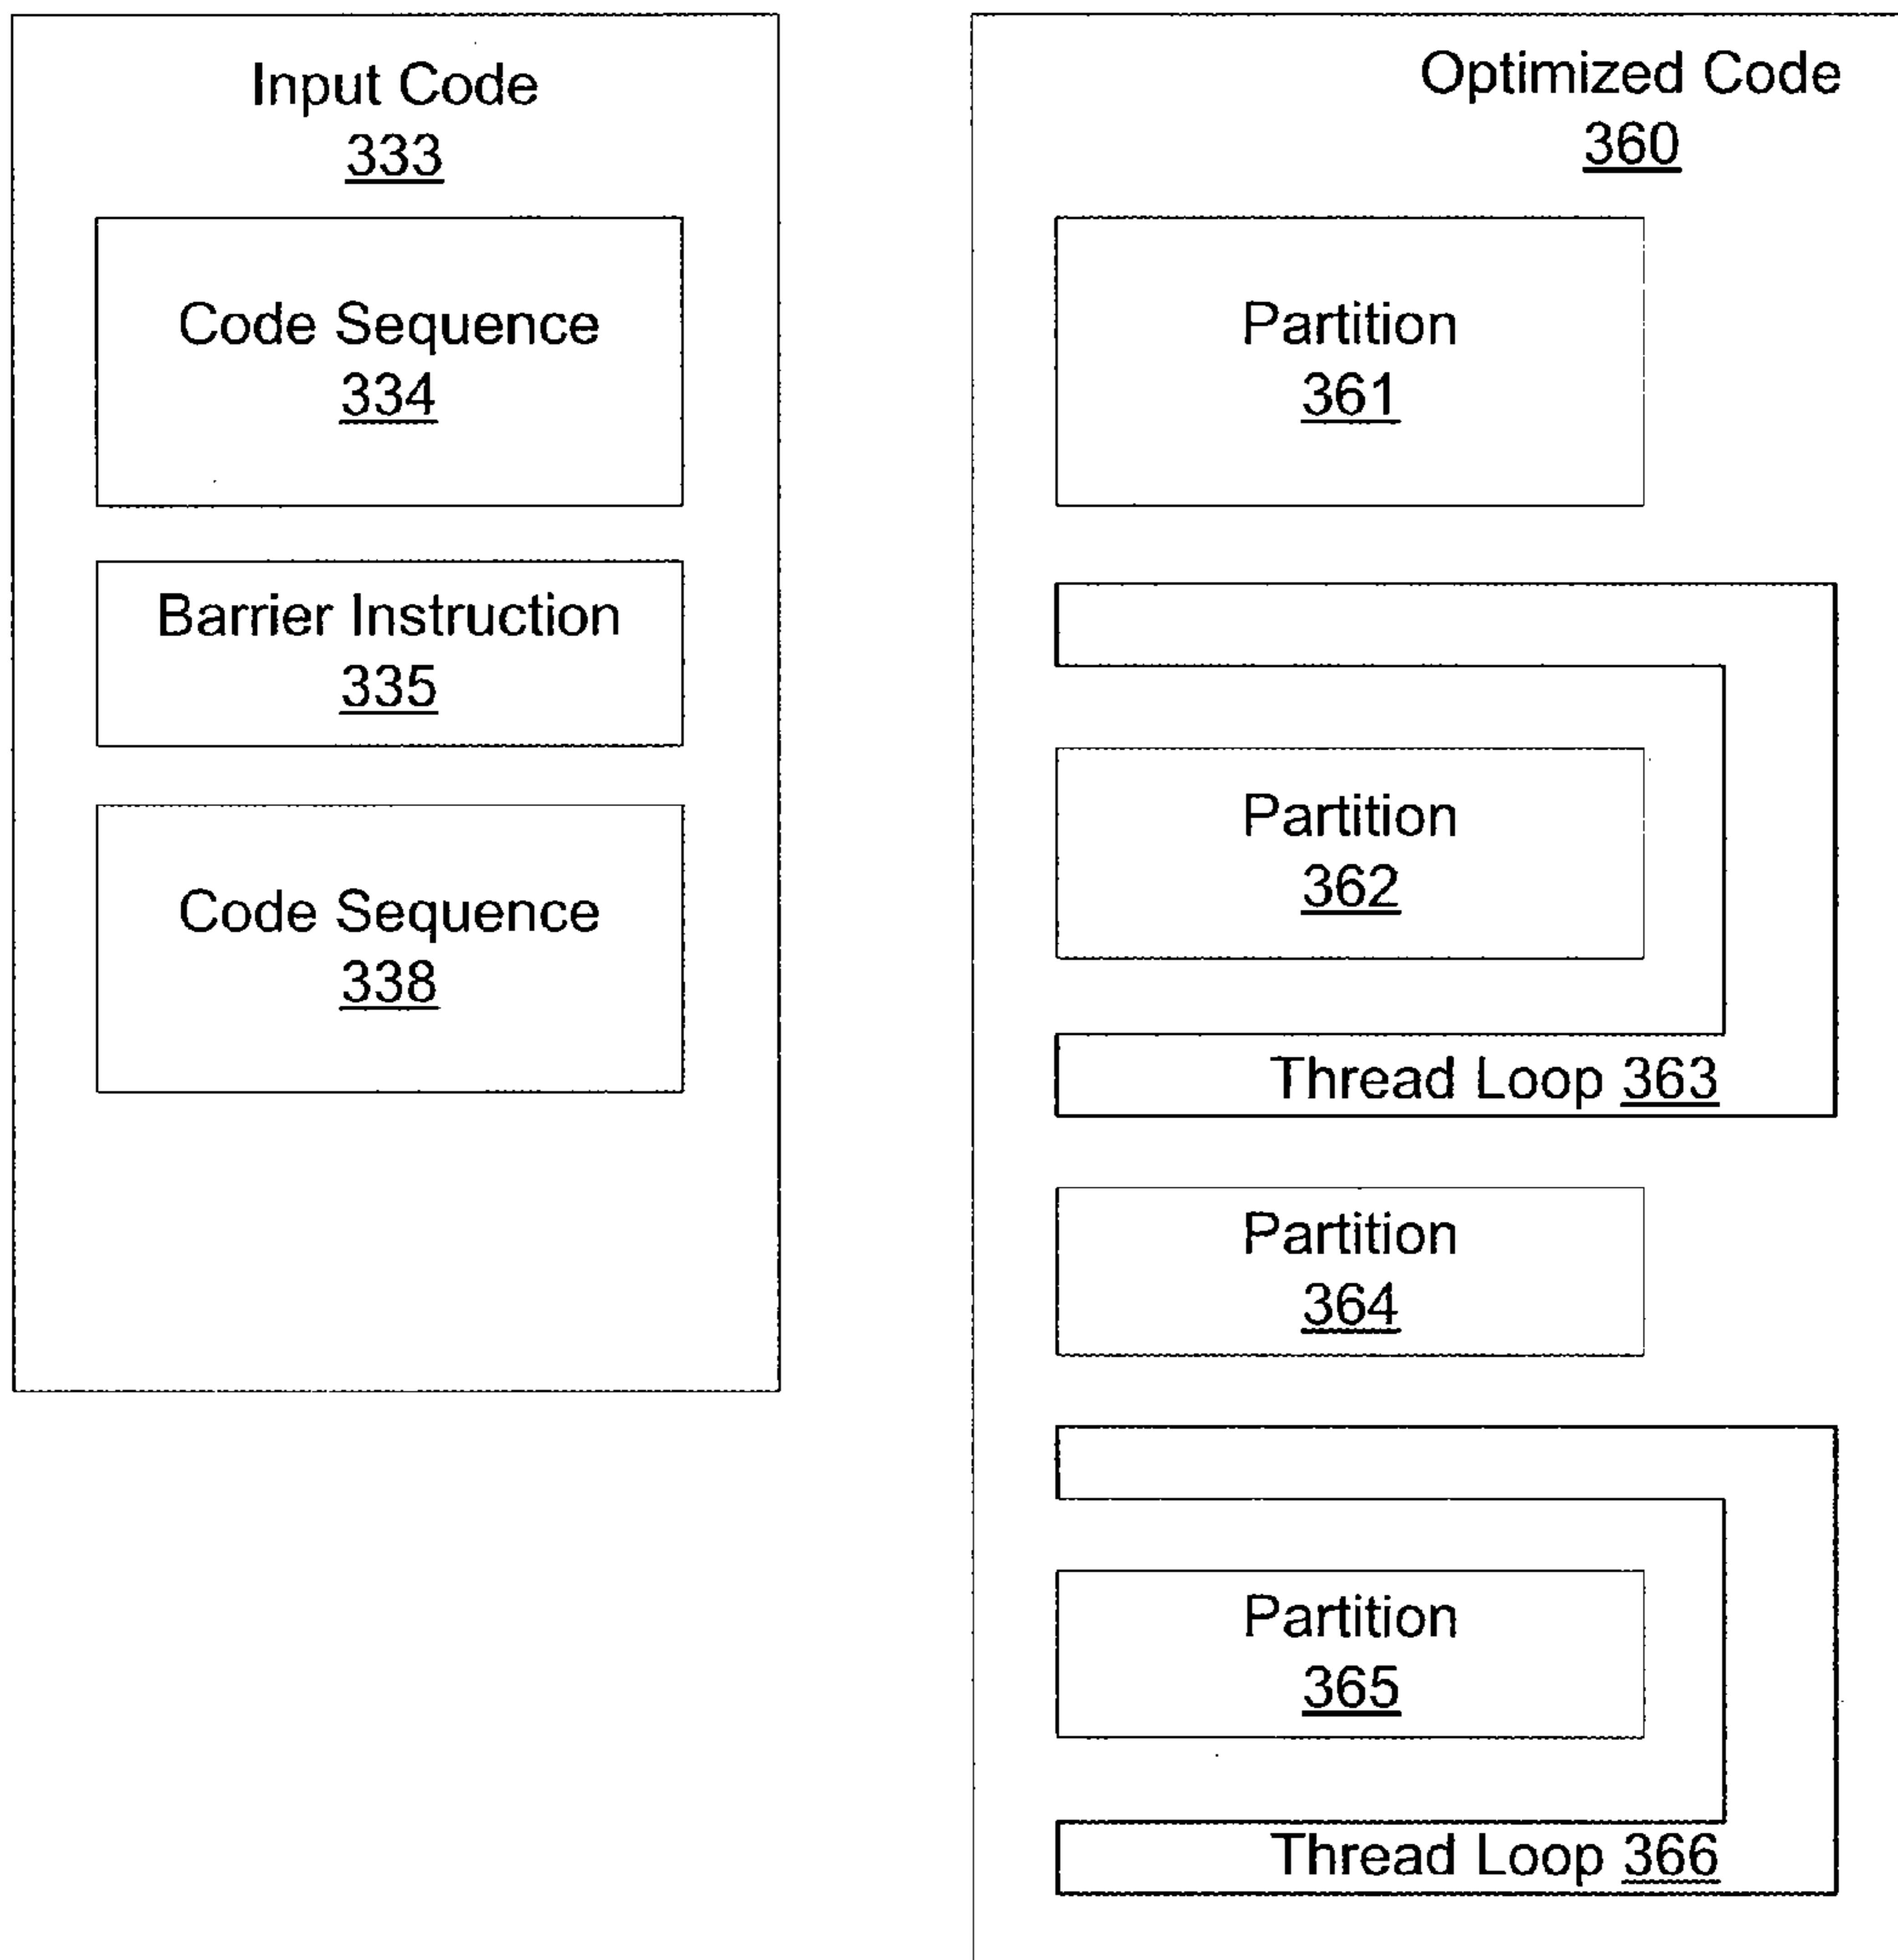 Input Code
333
Code Sequence
334
Barrier Instruction
335
Code Sequence
338
Optimized Code
360
Partition
361
Partition
362
Thread Loop 363
Partition
364
Partition
365
Thread Loop 366